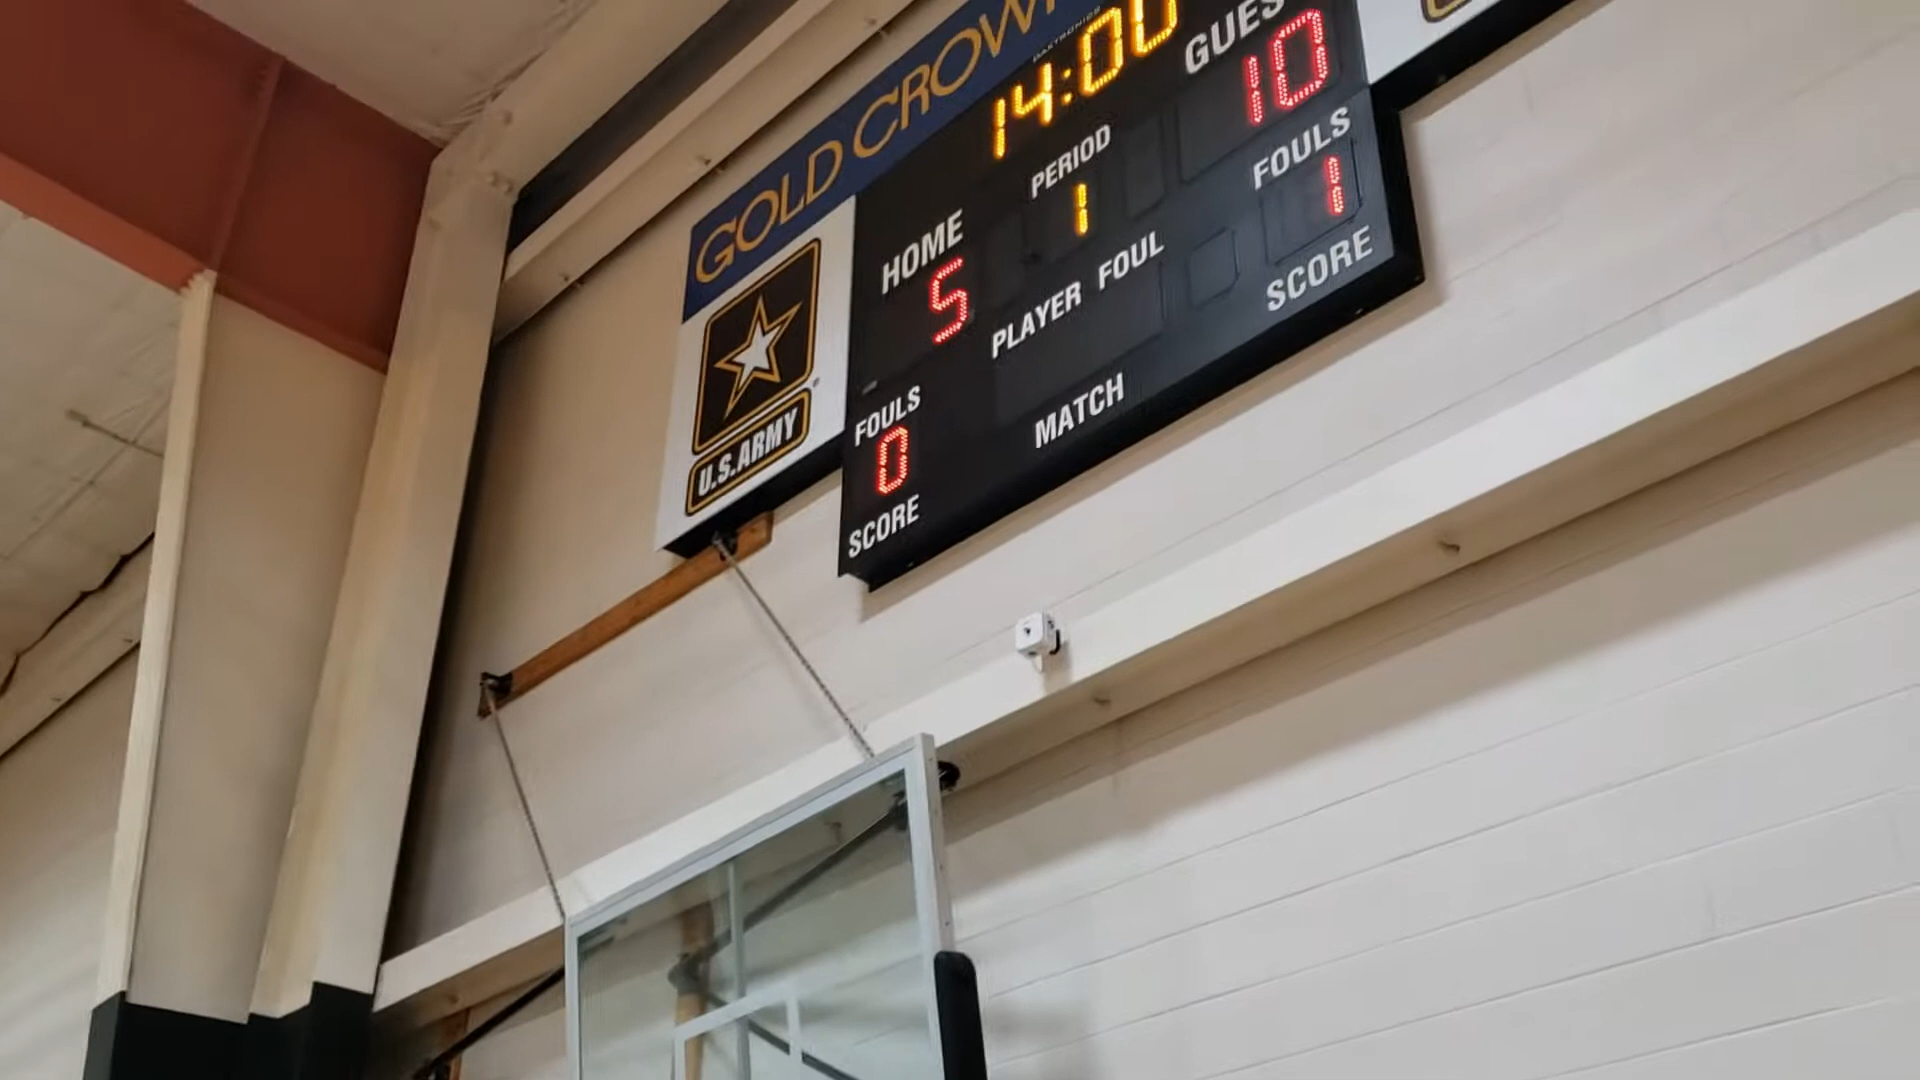 GOLD CROWN
DAKTRONICS
14:00
GUES
10
PERIOD
1
HOME
5
FOULS
1
PLAYER FOUL
SCORE
U.S.ARMY
FOULS
0
MATCH
SCORE